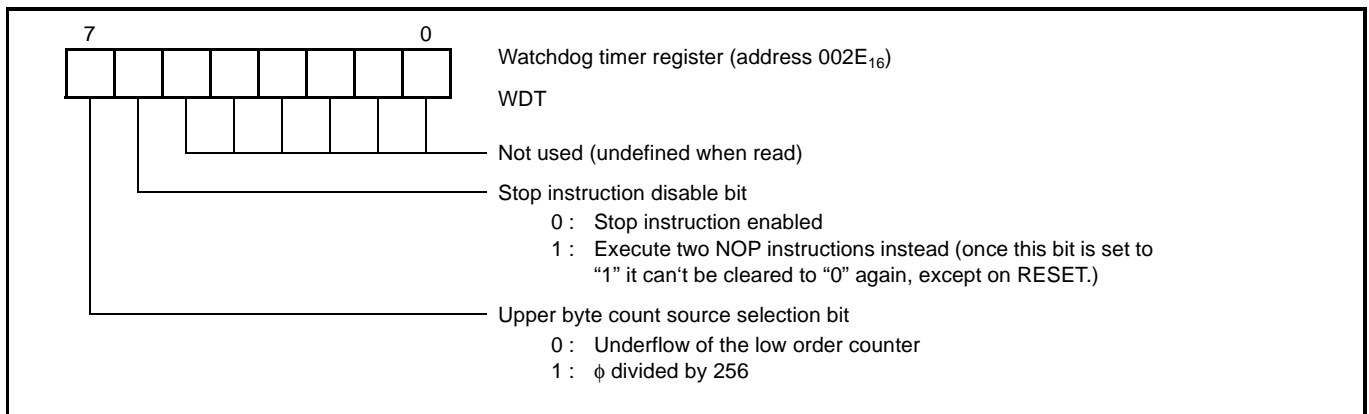 7 0
Watchdog timer register (address 002E₁₆)
WDT
Not used (undefined when read)
Stop instruction disable bit
0 : Stop instruction enabled
1 : Execute two NOP instructions instead (once this bit is set to
“1” it can‘t be cleared to “0” again, except on RESET.)
Upper byte count source selection bit
0 : Underflow of the low order counter
1 : ϕ divided by 256